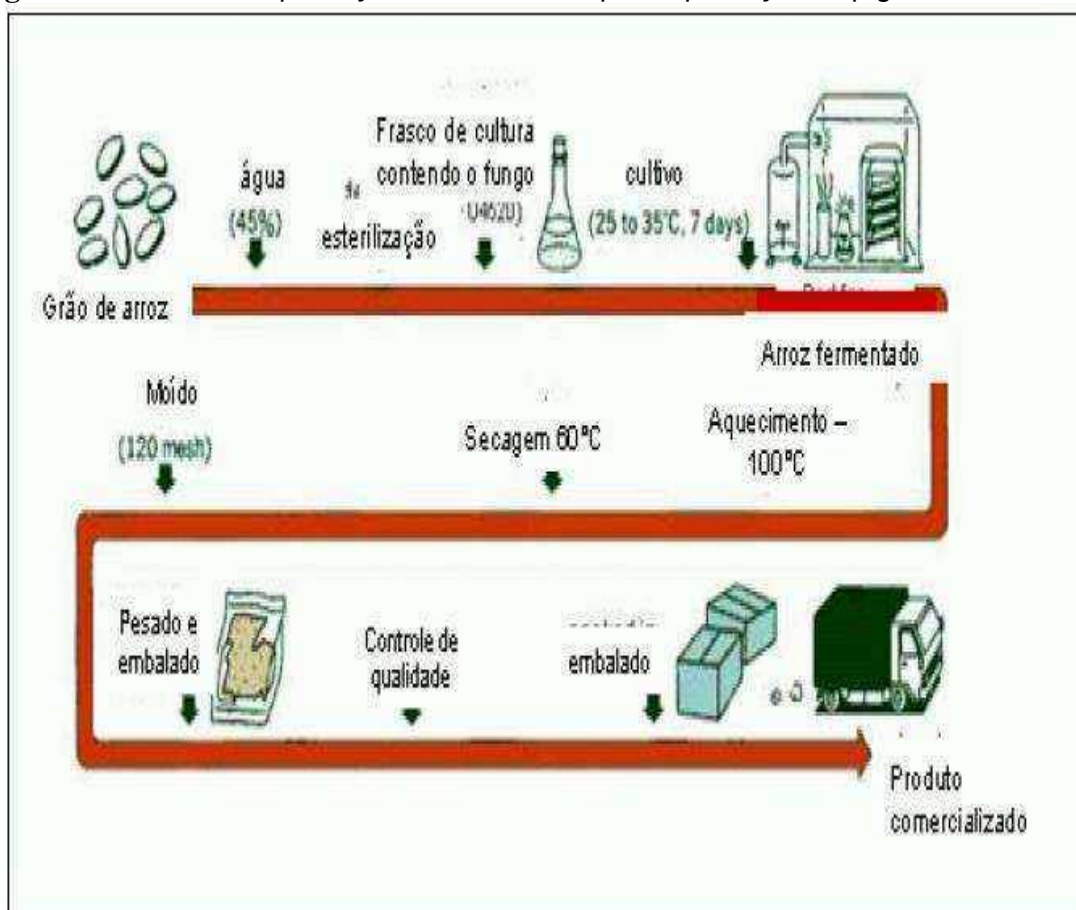 Frasco de cultura
contendo o fungo
água
(45%)
esterilização
cultivo
(25 to 35°C, 7 days)
Grão de arroz
Arroz fermentado
Moído
(120 mesh)
Secagem 60°C
Aquecimento –
100°C
Pesado e
embalado
Controle de
qualidade
embalado
Produto
comercializado